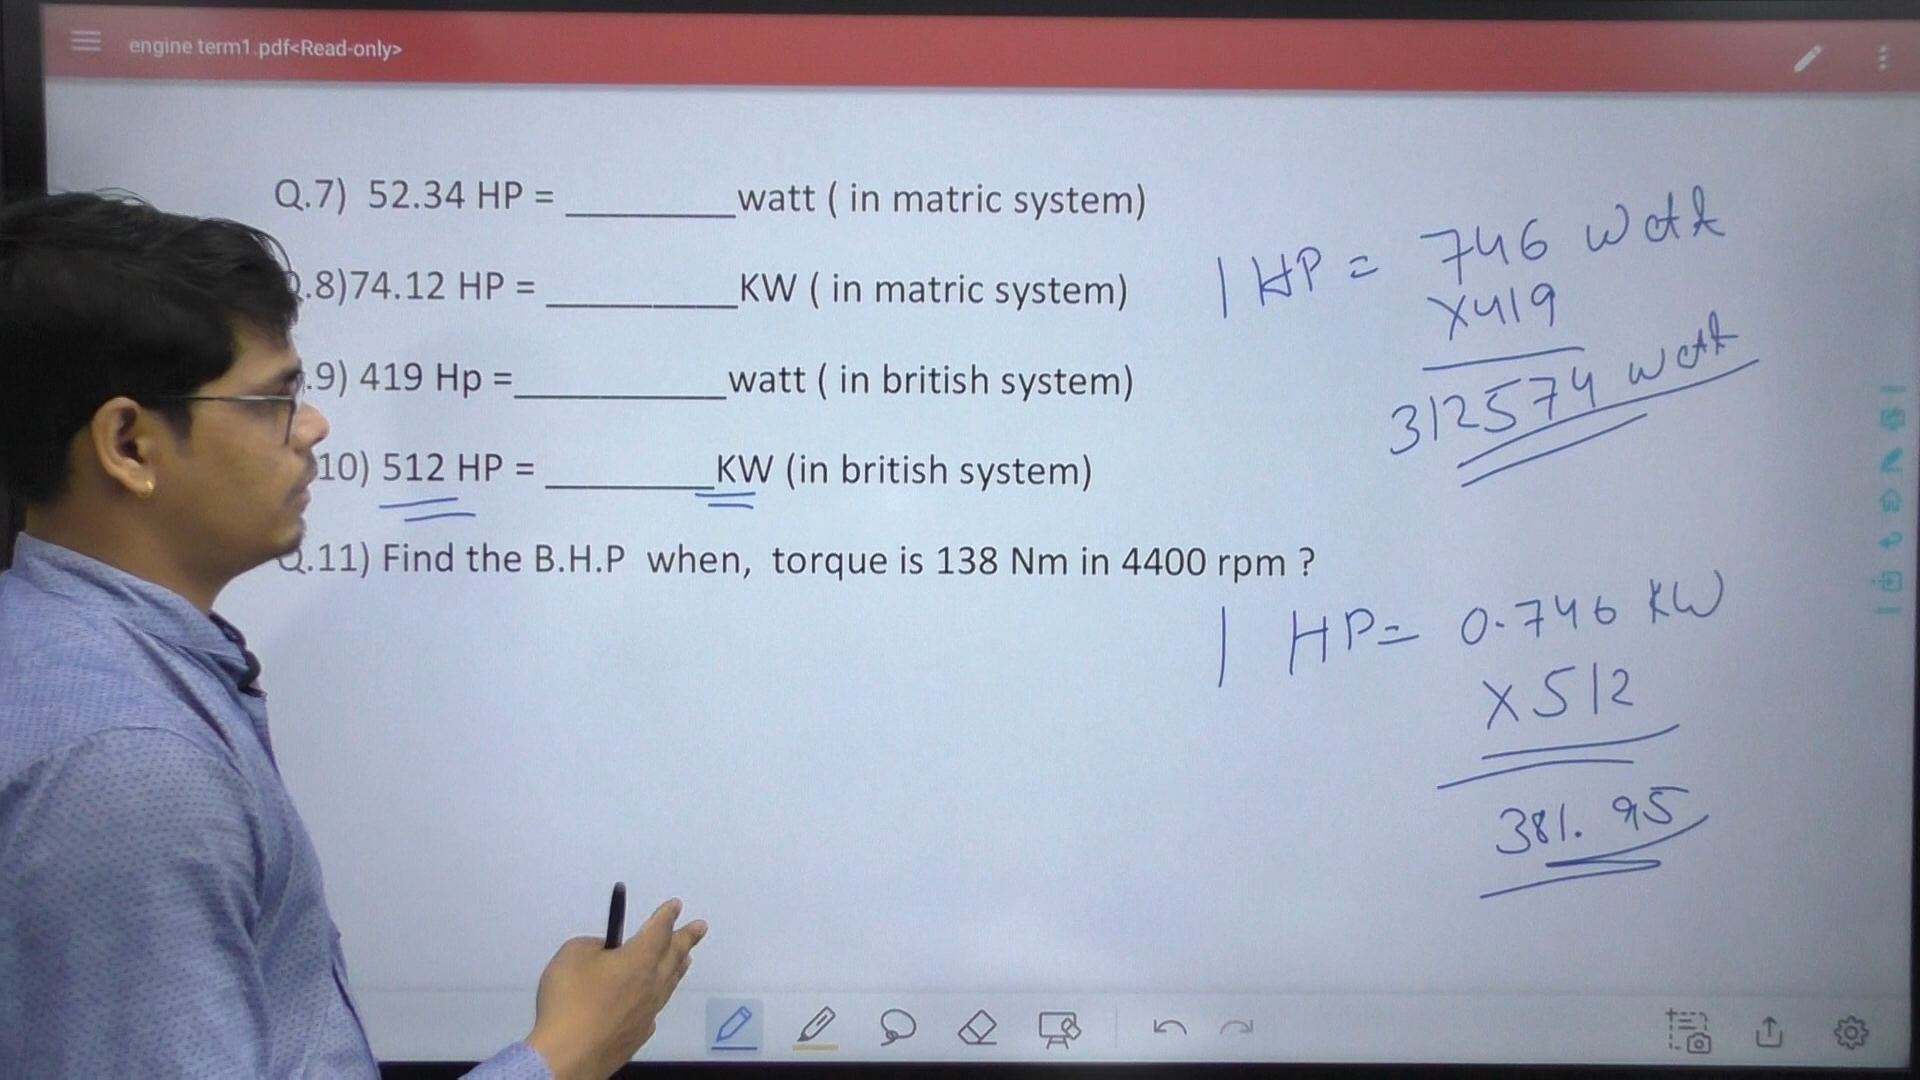 engine term1.pdf<Read-only>
Q.7) 52.34 HP = ________watt ( in matric system)
.8)74.12 HP = _________KW ( in matric system)
.9) 419 Hp =__________watt ( in british system)
10) 512 HP = ________KW (in british system)
Q.11) Find the B.H.P when, torque is 138 Nm in 4400 rpm ?
1 HP = 746 watt
X419
312574 watt
1 HP= 0.746 KW
X512
381.95